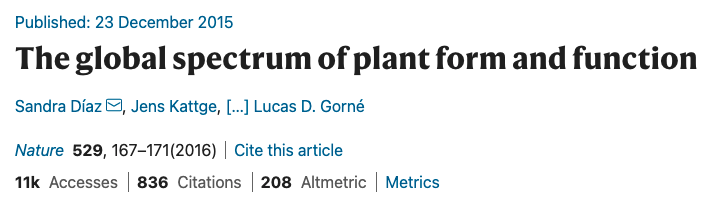 Published: 23 December 2015
The global spectrum of plant form and function
Sandra Díaz, Jens Kattge, [...] Lucas D. Gorné
Nature 529, 167–171(2016) | Cite this article
11k Accesses | 836 Citations | 208 Altmetric | Metrics